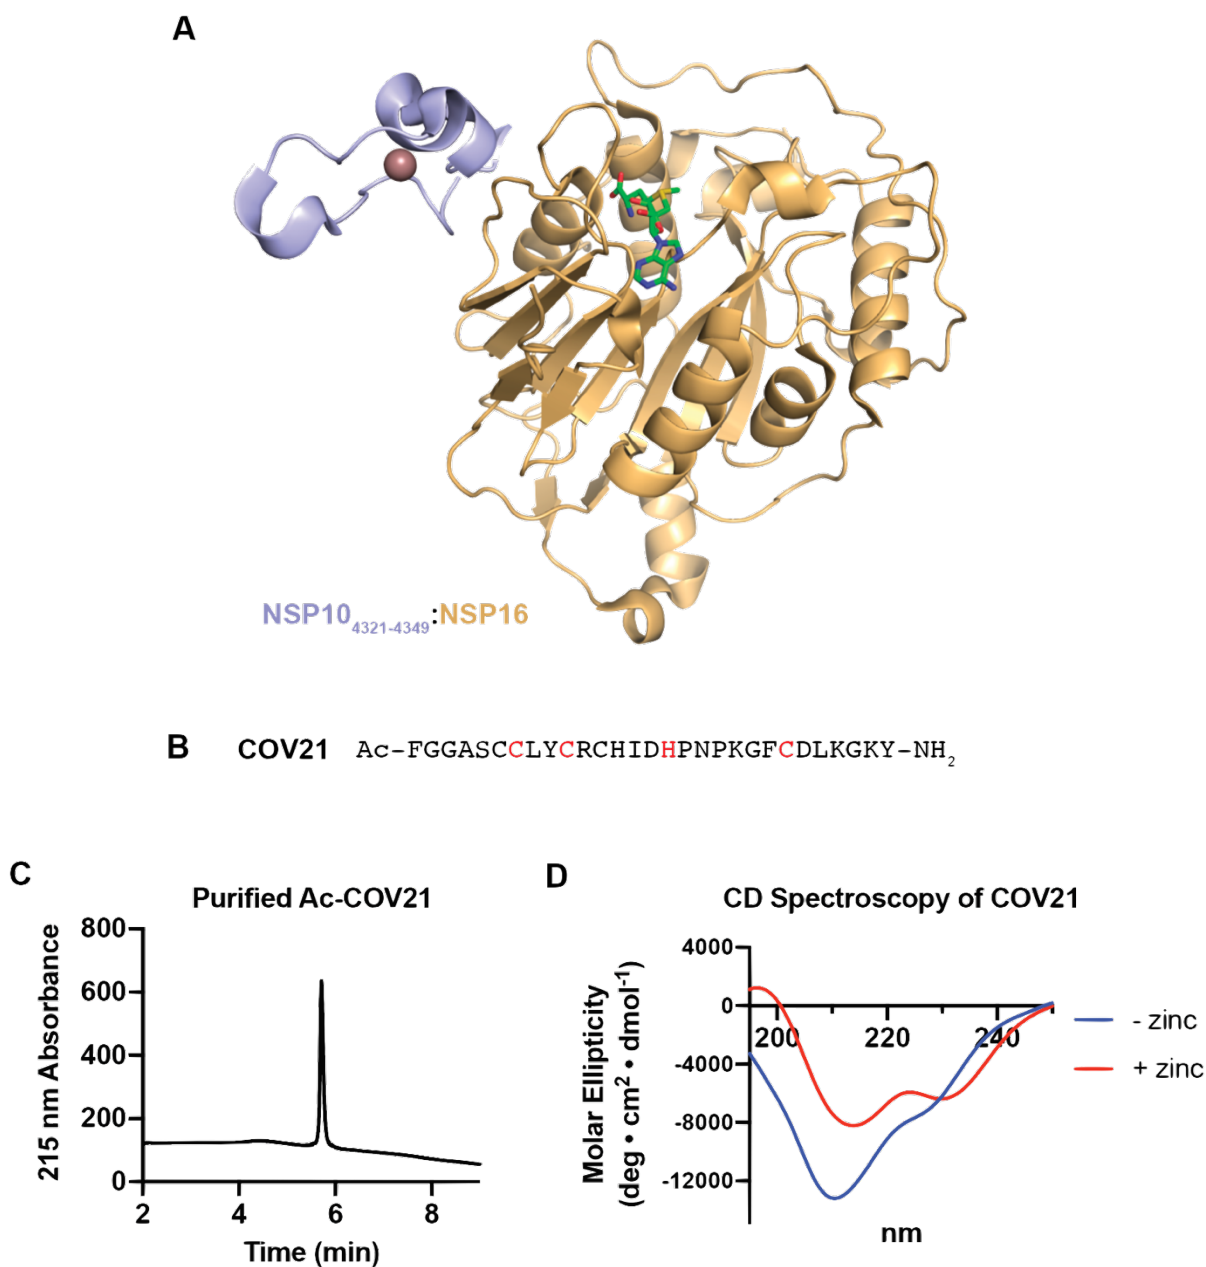 A
NSP10₄₃₂₁₋₄₃₄₉:NSP16
B COV21 Ac-FGGASCCLYCRCHIDHPNPKGFCDLKGKY-NH₂
C
Purified Ac-COV21
215 nm Absorbance
800
600
400
200
0
2 4 6 8
Time (min)
D
CD Spectroscopy of COV21
Molar Ellipticity
(deg • cm² • dmol⁻¹)
4000
0
-4000
-8000
-12000
200 220 240
nm
- zinc
+ zinc